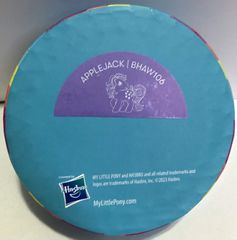 APPLEJACK | BHAW106
MY LITTLE PONY and HASBRO and all related trademarks and
logos are trademarks of Hasbro, Inc. ©2023 Hasbro.
Hasbro
MyLittlePony.com